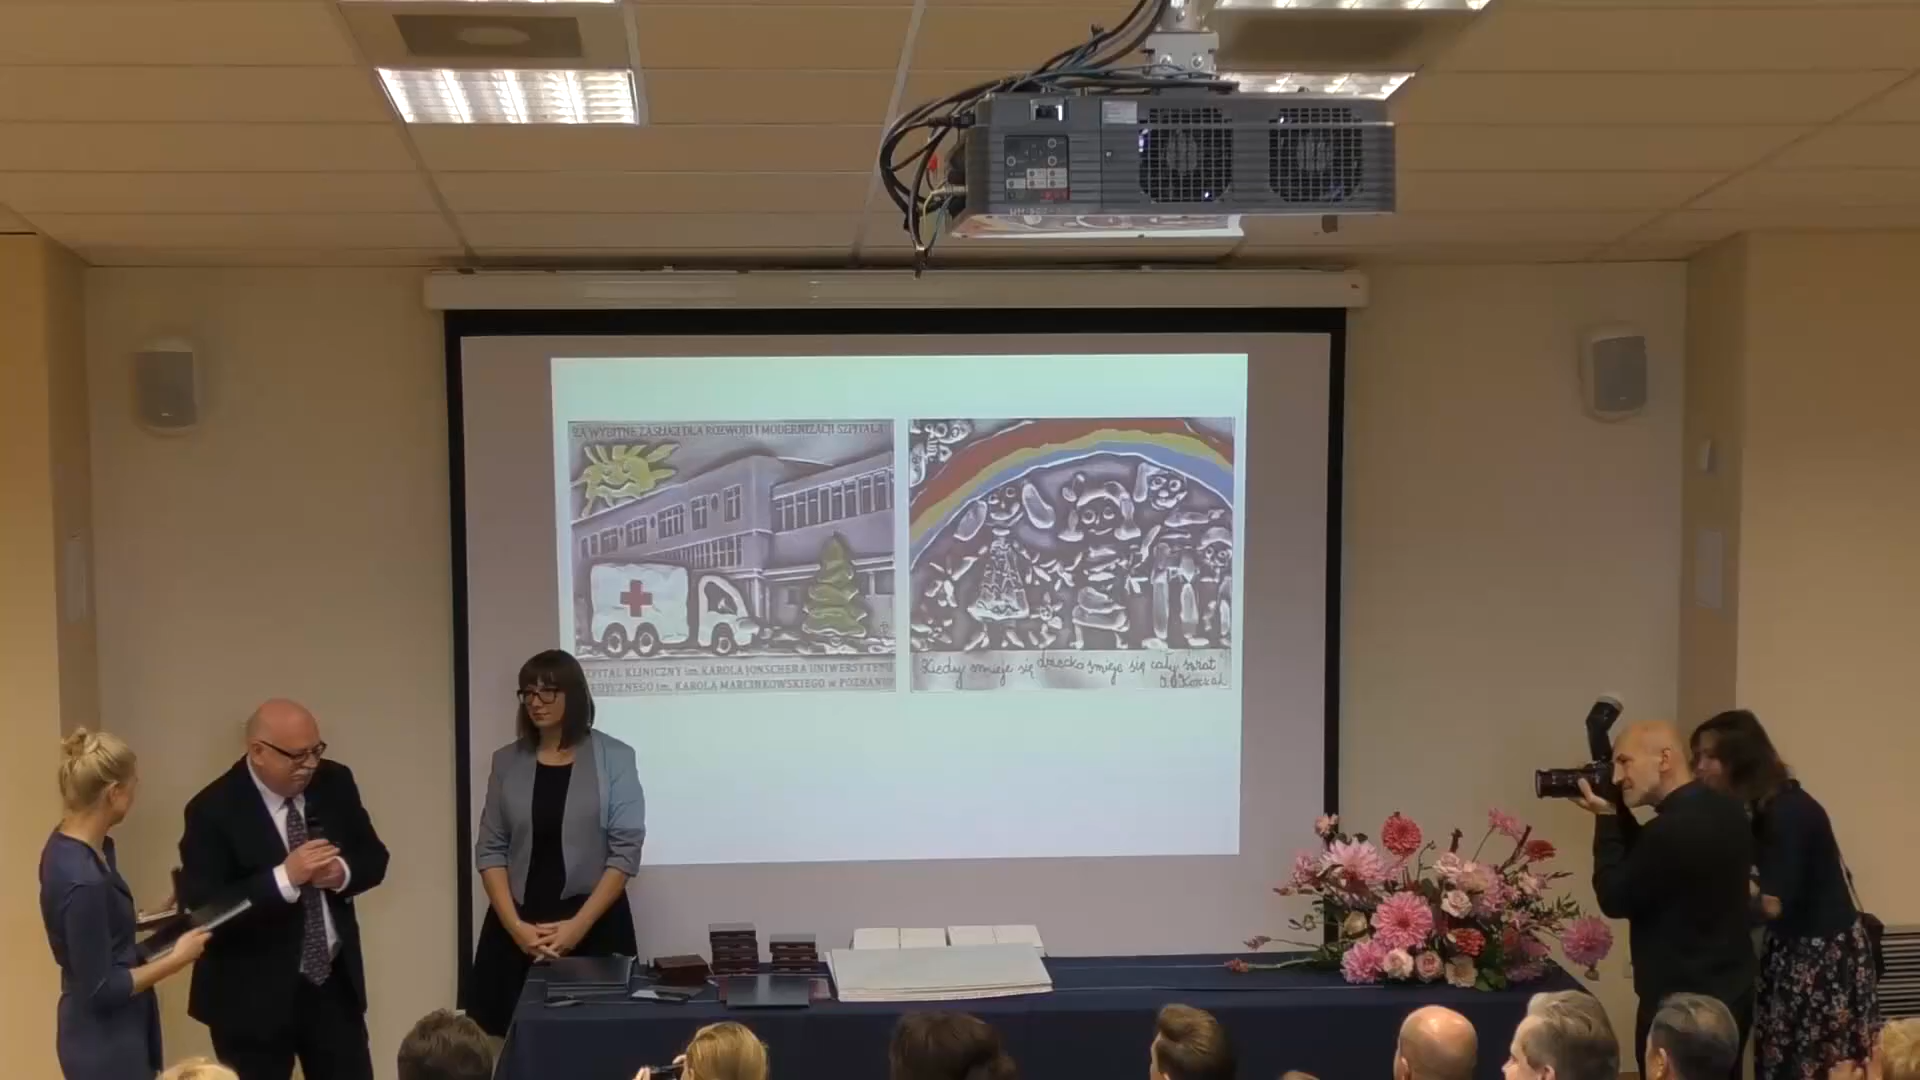 ZA WYBITNE ZASŁUGI DLA ROZWOJU I MODERNIZACJI SZPITALA
SZPITAL KLINICZNY im. KAROLA JONSCHERA UNIWERSYTETU
MEDYCZNEGO im. KAROLA MARCINKOWSKIEGO w POZNANIU
Kiedy śmieje się dziecko śmieje się cały świat
J. Korczak